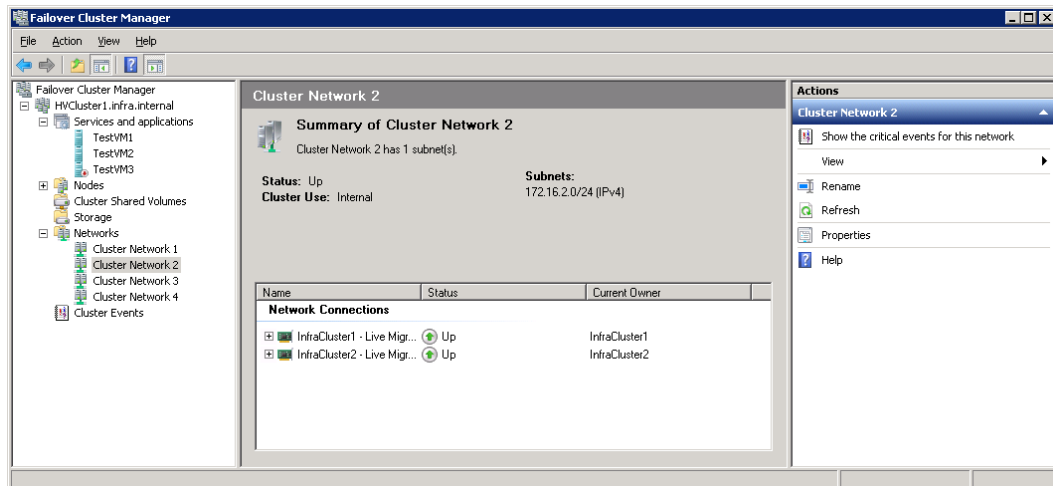 Failover Cluster Manager
File Action View Help
Failover Cluster Manager
HVCluster1.infra.internal
Services and applications
TestVM1
TestVM2
TestVM3
Nodes
Cluster Shared Volumes
Storage
Networks
Cluster Network 1
Cluster Network 2
Cluster Network 3
Cluster Network 4
Cluster Events
Cluster Network 2
Summary of Cluster Network 2
Cluster Network 2 has 1 subnet(s).
Status: Up
Cluster Use: Internal
Subnets:
172.16.2.0/24 (IPv4)
Name Status Current Owner
Network Connections
InfraCluster1 - Live Migr... Up InfraCluster1
InfraCluster2 - Live Migr... Up InfraCluster2
Actions
Cluster Network 2
Show the critical events for this network
View
Rename
Refresh
Properties
Help